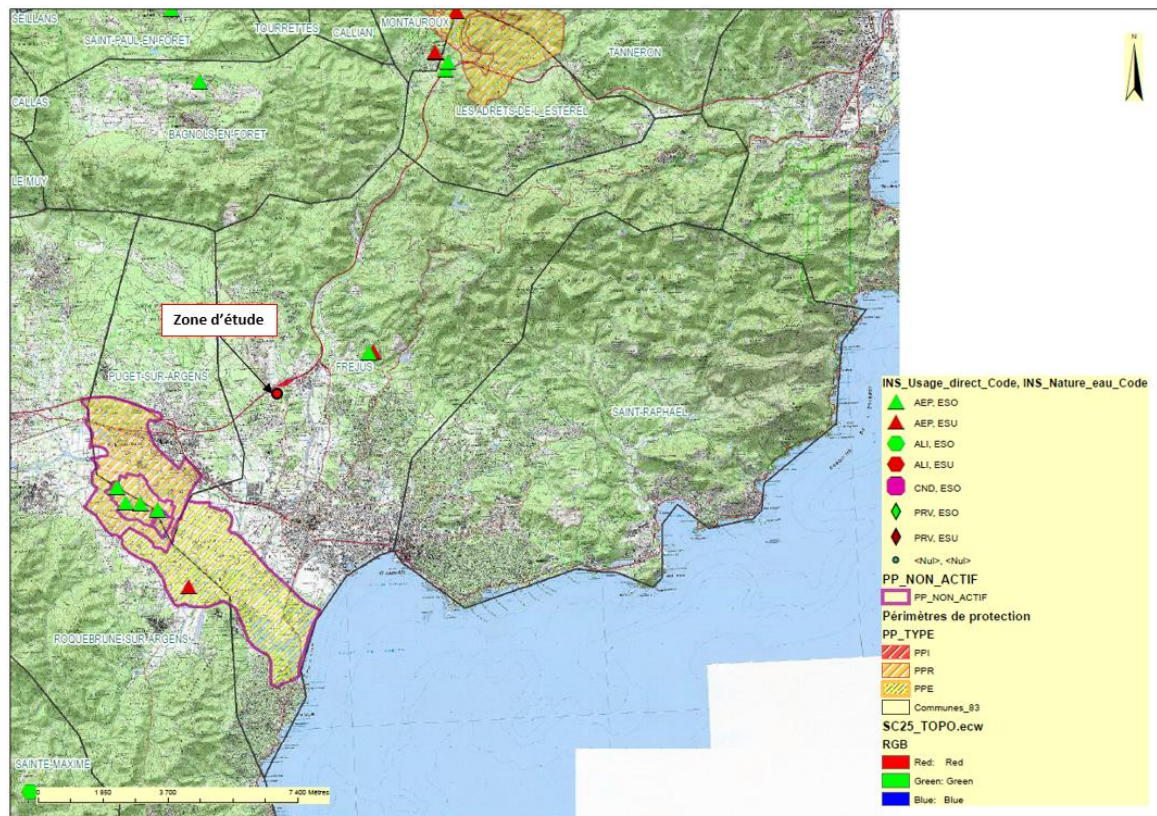 SEILLANS
SAINT-PAUL-EN-FORET
TOURRETTES
CALLIAN
MONTAUROUX
TANNERON
N
CALLAS
BAGNOLS-EN-FORET
LES ADRETS-DE-L_ESTEREL
LE MUY
Zone d'étude
PUGET-SUR-ARGENS
FREJUS
SAINT-RAPHAEL
ROQUEBRUNE-SUR-ARGENS
SAINTE-MAXIME
0 1 850 3 700 7 400 Mètres
INS_Usage_direct_Code, INS_Nature_eau_Code
AEP, ESO
AEP, ESU
ALI, ESO
ALI, ESU
CND, ESO
PRV, ESO
PRV, ESU
<Nul>, <Nul>
PP_NON_ACTIF
PP_NON_ACTIF
Périmètres de protection
PP_TYPE
PPI
PPR
PPE
Communes_83
SC25_TOPO.ecw
RGB
Red: Red
Green: Green
Blue: Blue